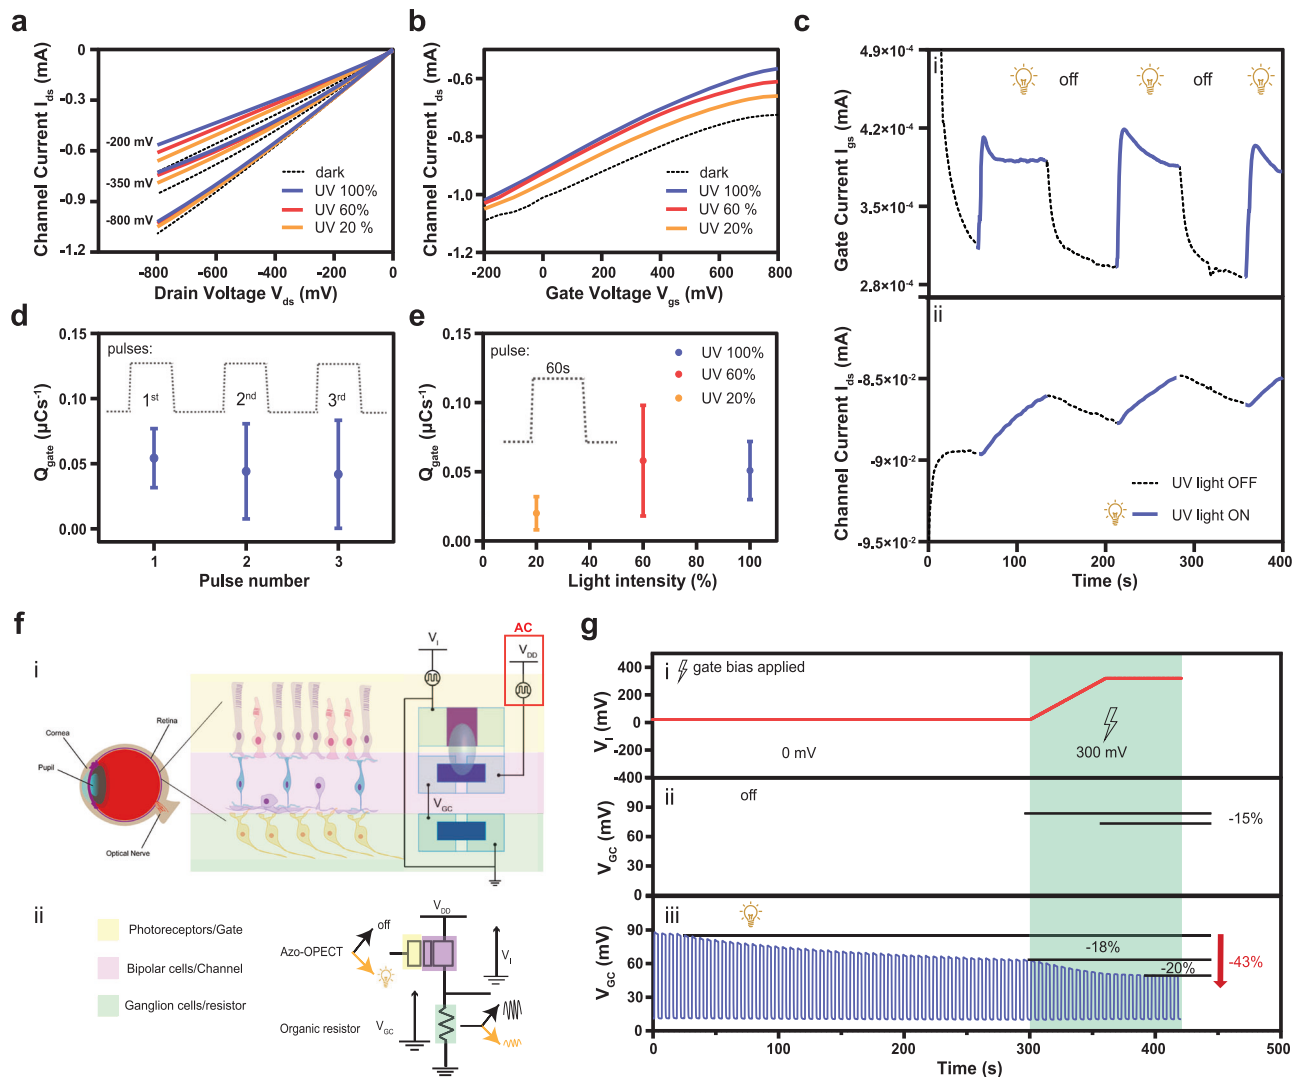 a
Channel Current I_ds (mA)
0
-0.3
-0.6
-0.9
-1.2
-200 mV
-350 mV
-800 mV
dark
UV 100%
UV 60%
UV 20 %
-800
-600
-400
-200
0
Drain Voltage V_ds (mV)
b
Channel Current I_ds (mA)
-0.6
-0.8
-1.0
-1.2
dark
UV 100%
UV 60 %
UV 20%
-200
0
200
400
600
800
Gate Voltage V_gs (mV)
c
i
Gate Current I_gs (mA)
4.9×10⁻⁴
4.2×10⁻⁴
3.5×10⁻⁴
2.8×10⁻⁴
off
off
ii
Channel Current I_ds (mA)
-8.5×10⁻²
-9×10⁻²
-9.5×10⁻²
UV light OFF
UV light ON
0
100
200
300
400
Time (s)
d
Q_gate (µCs⁻¹)
0.15
0.10
0.05
0.00
pulses:
1st
2nd
3rd
1
2
3
Pulse number
e
Q_gate (µCs⁻¹)
0.15
0.10
0.05
0.00
pulse:
60s
UV 100%
UV 60%
UV 20%
0
20
40
60
80
100
Light intensity (%)
f
i
AC
V_I
V_DD
Retina
Cornea
Pupil
Optical Nerve
V_GC
ii
Photoreceptors/Gate
Bipolar cells/Channel
Ganglion cells/resistor
V_DD
off
Azo-OPECT
V_I
V_GC
Organic resistor
g
i
gate bias applied
V_I (mV)
400
200
0
-200
-400
0 mV
300 mV
ii
off
V_GC (mV)
90
60
30
0
-15%
iii
V_GC (mV)
90
60
30
0
-18%
-20%
-43%
0
100
200
300
400
500
Time (s)